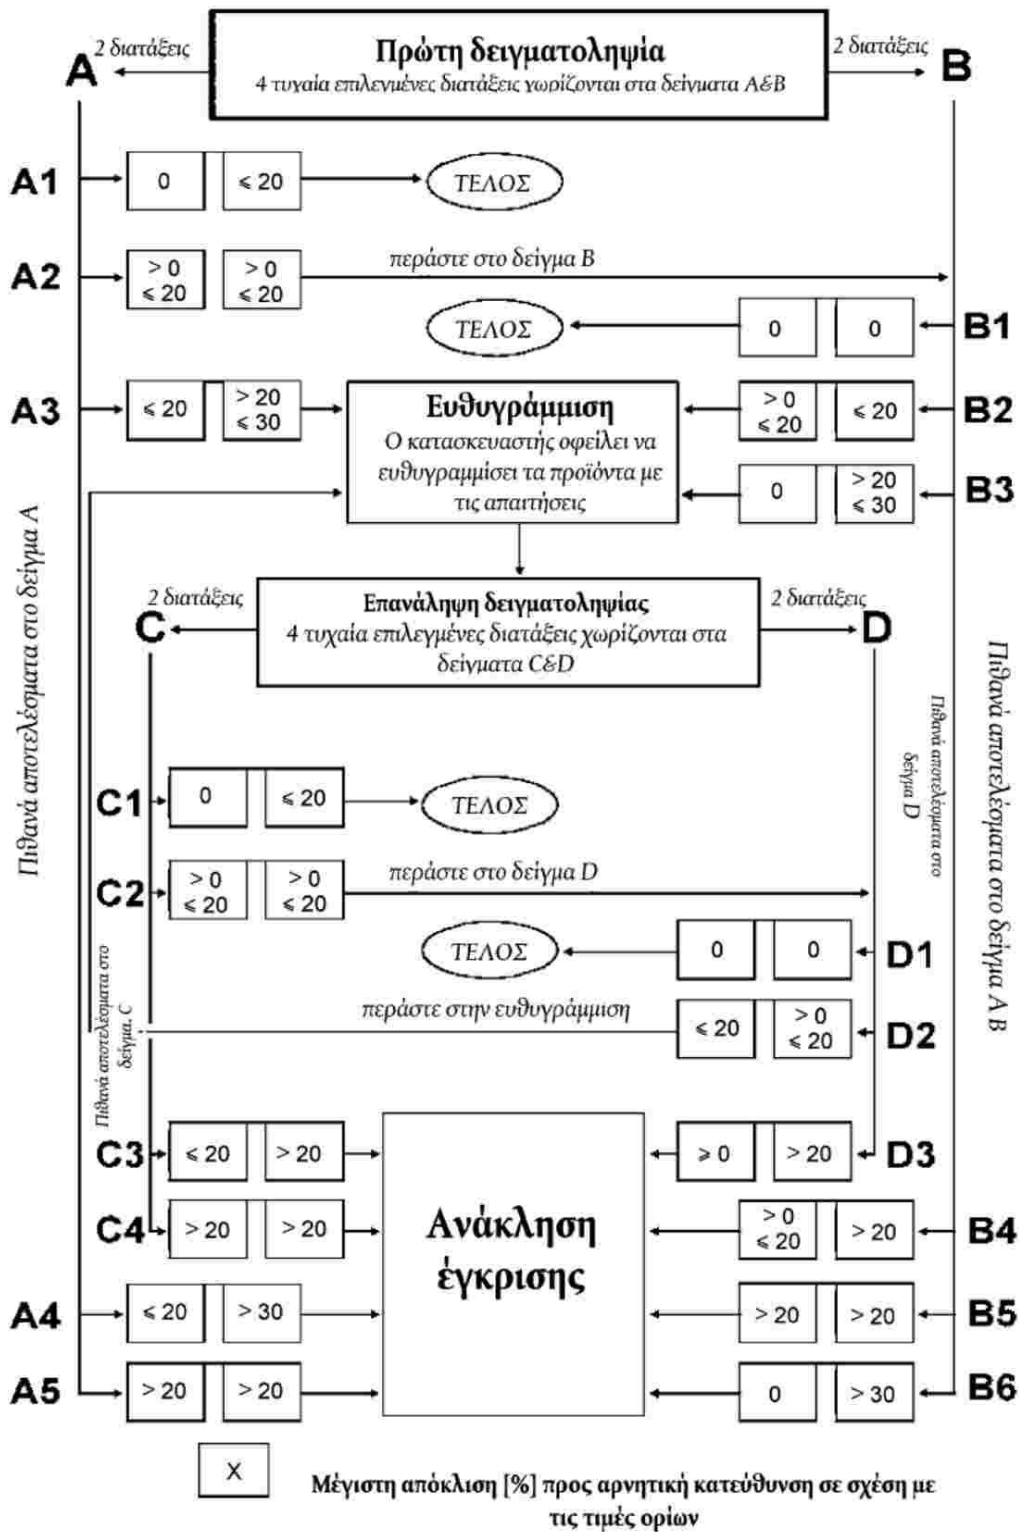 Πρώτη δειγματοληψία
4 τυχαία επιλεγμένες διατάξεις χωρίζονται στα δείγματα A&B
A
2 διατάξεις
2 διατάξεις
B
A1
0
≤ 20
ΤΕΛΟΣ
A2
> 0
≤ 20
> 0
≤ 20
περάστε στο δείγμα B
ΤΕΛΟΣ
0
0
B1
A3
≤ 20
> 20
≤ 30
Ευθυγράμμιση
Ο κατασκευαστής οφείλει να
ευθυγραμμίσει τα προϊόντα με
τις απαιτήσεις
> 0
≤ 20
≤ 20
B2
0
> 20
≤ 30
B3
Πιθανά αποτελέσματα στο δείγμα A
C
2 διατάξεις
Επανάληψη δειγματοληψίας
4 τυχαία επιλεγμένες διατάξεις χωρίζονται στα
δείγματα C&D
2 διατάξεις
D
Πιθανά αποτελέσματα στο
δείγμα D
Πιθανά αποτελέσματα στο δείγμα A B
C1
0
≤ 20
ΤΕΛΟΣ
C2
> 0
≤ 20
> 0
≤ 20
περάστε στο δείγμα D
ΤΕΛΟΣ
0
0
D1
Πιθανά αποτελέσματα στο
δείγμα. C
περάστε στην ευθυγράμμιση
≤ 20
> 0
≤ 20
D2
C3
≤ 20
> 20
Ανάκληση
έγκρισης
≥ 0
> 20
D3
C4
> 20
> 20
> 0
≤ 20
> 20
B4
A4
≤ 20
> 30
> 20
> 20
B5
A5
> 20
> 20
0
> 30
B6
X
Μέγιστη απόκλιση [%] προς αρνητική κατεύθυνση σε σχέση με
τις τιμές ορίων